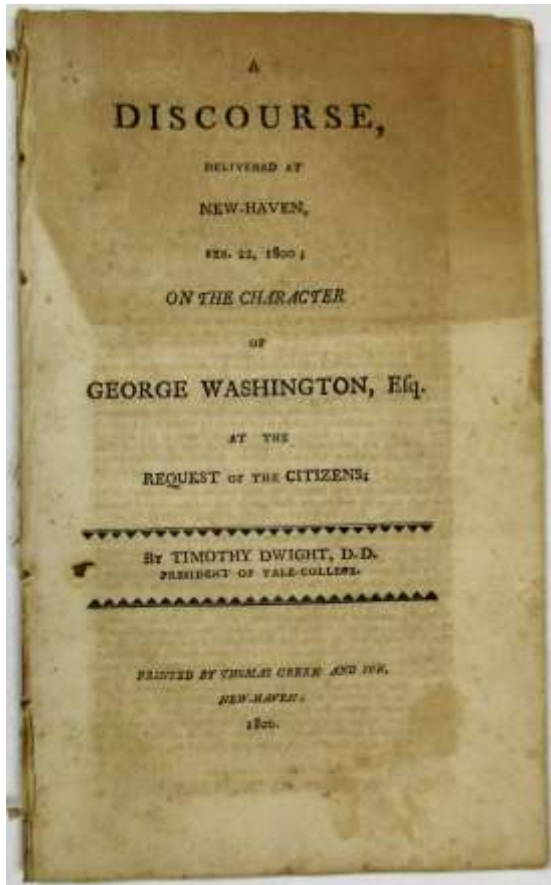 A
DISCOURSE,
DELIVERED AT
NEW-HAVEN,
FEB. 22, 1800;
ON THE CHARACTER
OF
GEORGE WASHINGTON, Eſq.
AT THE
REQUEST OF THE CITIZENS;
BY TIMOTHY DWIGHT, D.D.
PRESIDENT OF YALE-COLLEGE.
PRINTED BY THOMAS GREEN AND SON,
NEW-HAVEN:
1800.